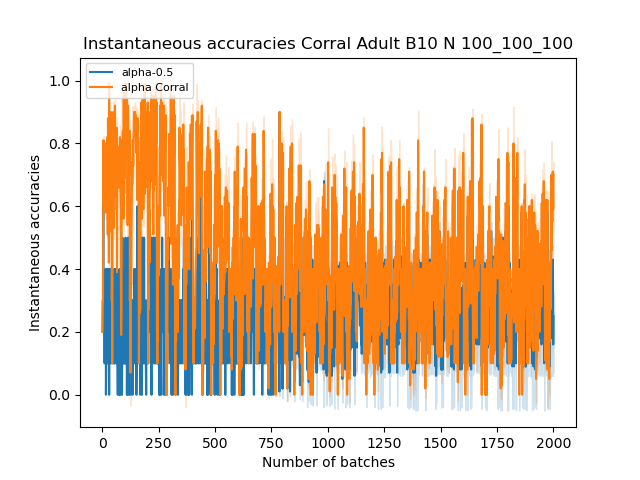 Instantaneous accuracies Corral Adult B10 N 100_100_100
alpha-0.5
alpha Corral
1.0
0.8
0.6
0.4
0.2
0.0
Instantaneous accuracies
0 250 500 750 1000 1250 1500 1750 2000
Number of batches